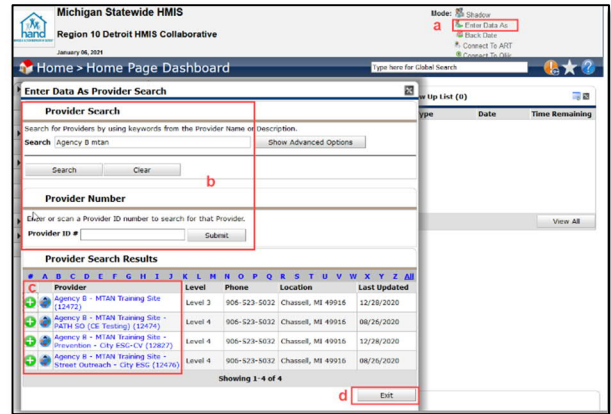 Michigan Statewide HMIS
Region 10 Detroit HMIS Collaborative
January 06, 2021
hand
Mode: Shadow
a Enter Data As
Back Date
Connect To ART
Connect To Qlik
Home > Home Page Dashboard
Type here for Global Search
Enter Data As Provider Search
w Up List (0)
Provider Search
ype Date Time Remaining
Search for Providers by using keywords from the Provider Name or Description.
Search Agency B mtan Show Advanced Options
Search Clear
b
Provider Number
Enter or scan a Provider ID number to search for that Provider.
View All
Provider ID # Submit
Provider Search Results
# A B C D E F G H I J K L M N O P Q R S T U V W X Y Z All
c Provider Level Phone Location Last Updated
Agency B - MTAN Training Site
(12472) Level 3 906-523-5032 Chassell, MI 49916 12/28/2020
Agency B - MTAN Training Site -
PATH SO (CE Testing) (12474) Level 4 906-523-5032 Chassell, MI 49916 08/26/2020
Agency B - MTAN Training Site -
Prevention - City ESG-CV (12827) Level 4 906-523-5032 Chassell, MI 49916 12/28/2020
Agency B - MTAN Training Site -
Street Outreach - City ESG (12476) Level 4 906-523-5032 Chassell, MI 49916 08/26/2020
Showing 1-4 of 4
d Exit